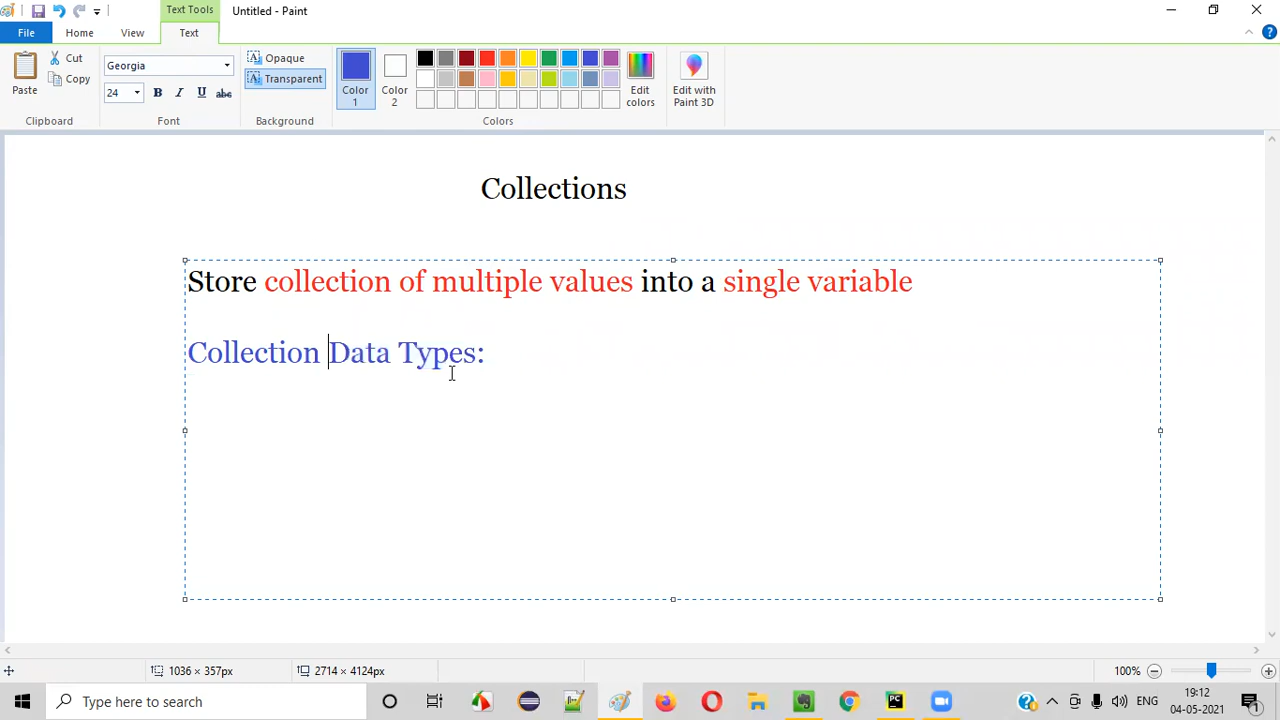 Text Tools
Untitled - Paint
File
Home
View
Text
Paste
Cut
Copy
Clipboard
Georgia
24
B
I
U
abc
Font
Opaque
Transparent
Background
Color
1
Color
2
Edit
colors
Colors
Edit with
Paint 3D
Collections
Store collection of multiple values into a single variable
Collection Data Types:
1036 × 357px
2714 × 4124px
100%
Type here to search
PC
ENG
19:12
04-05-2021
1